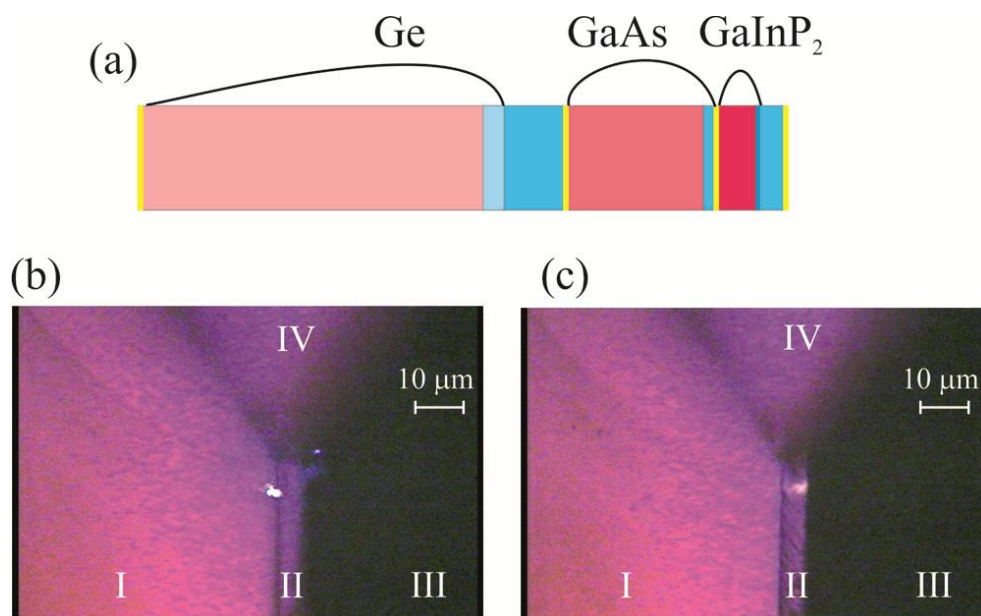 Ge GaAs GaInP₂
(a)
(b) (c)
IV IV
10 μm 10 μm
I II III I II III